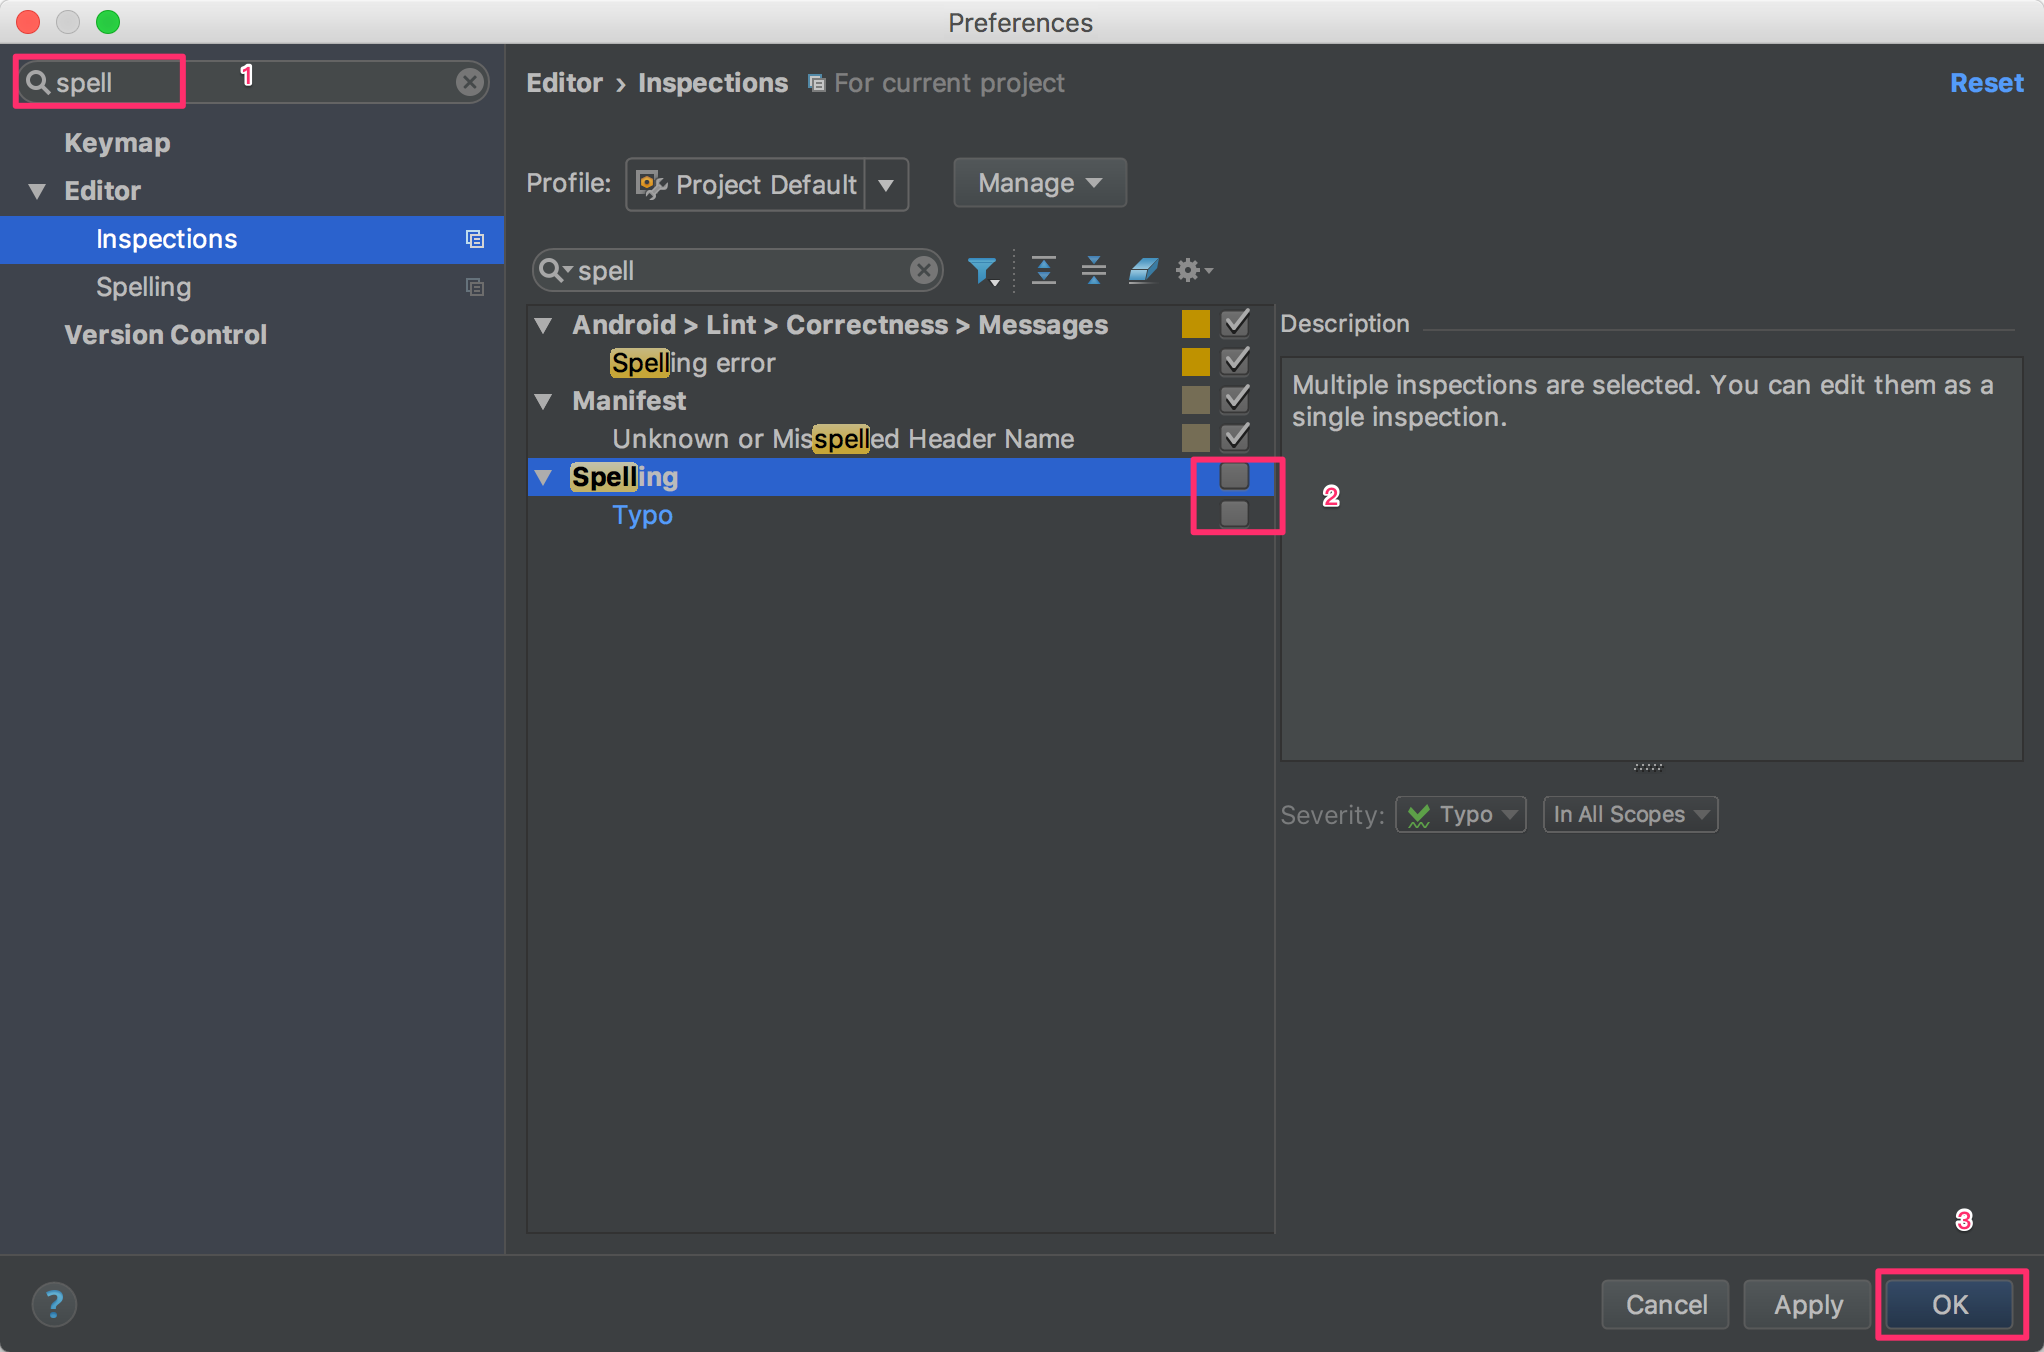 Preferences
spell
1
Keymap
Editor
Inspections
Spelling
Version Control
Editor › Inspections For current project
Reset
Profile: Project Default Manage
spell
Android > Lint > Correctness > Messages
Spelling error
Manifest
Unknown or Misspelled Header Name
Spelling
Typo
2
Description
Multiple inspections are selected. You can edit them as a
single inspection.
Severity: Typo In All Scopes
3
? Cancel Apply OK